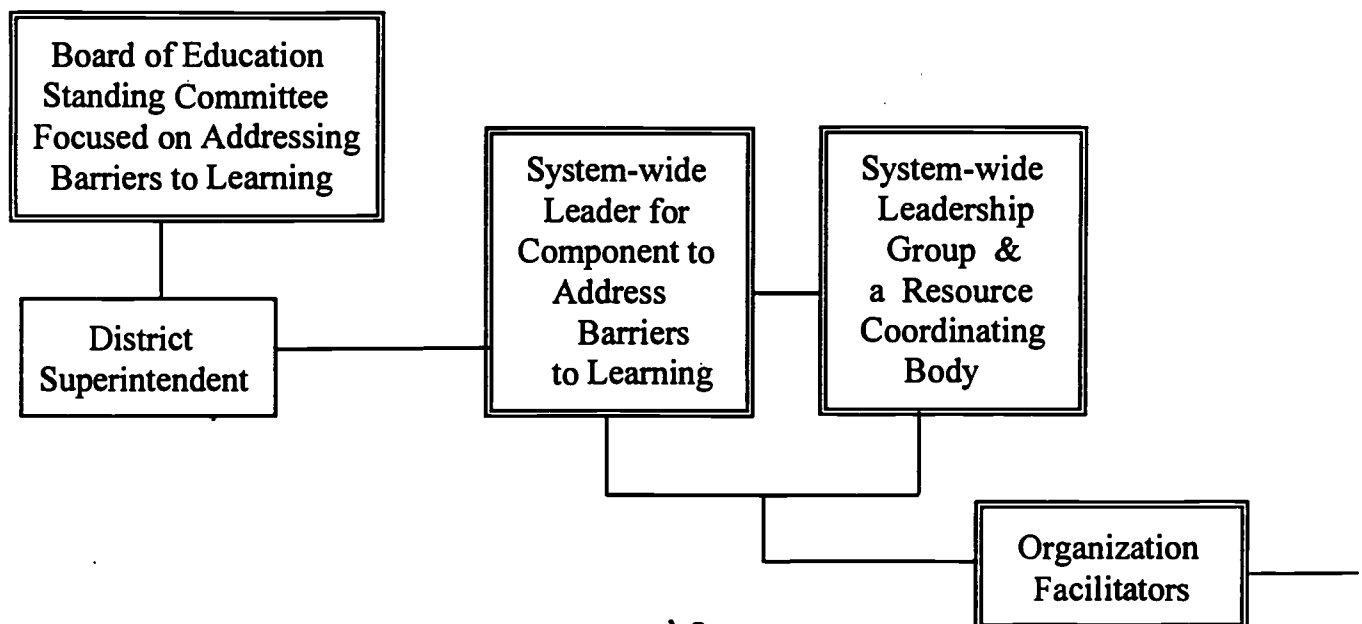 Board of Education
Standing Committee
Focused on Addressing
Barriers to Learning
District
Superintendent
System-wide
Leader for
Component to
Address
Barriers
to Learning
System-wide
Leadership
Group &
a Resource
Coordinating
Body
Organization
Facilitators